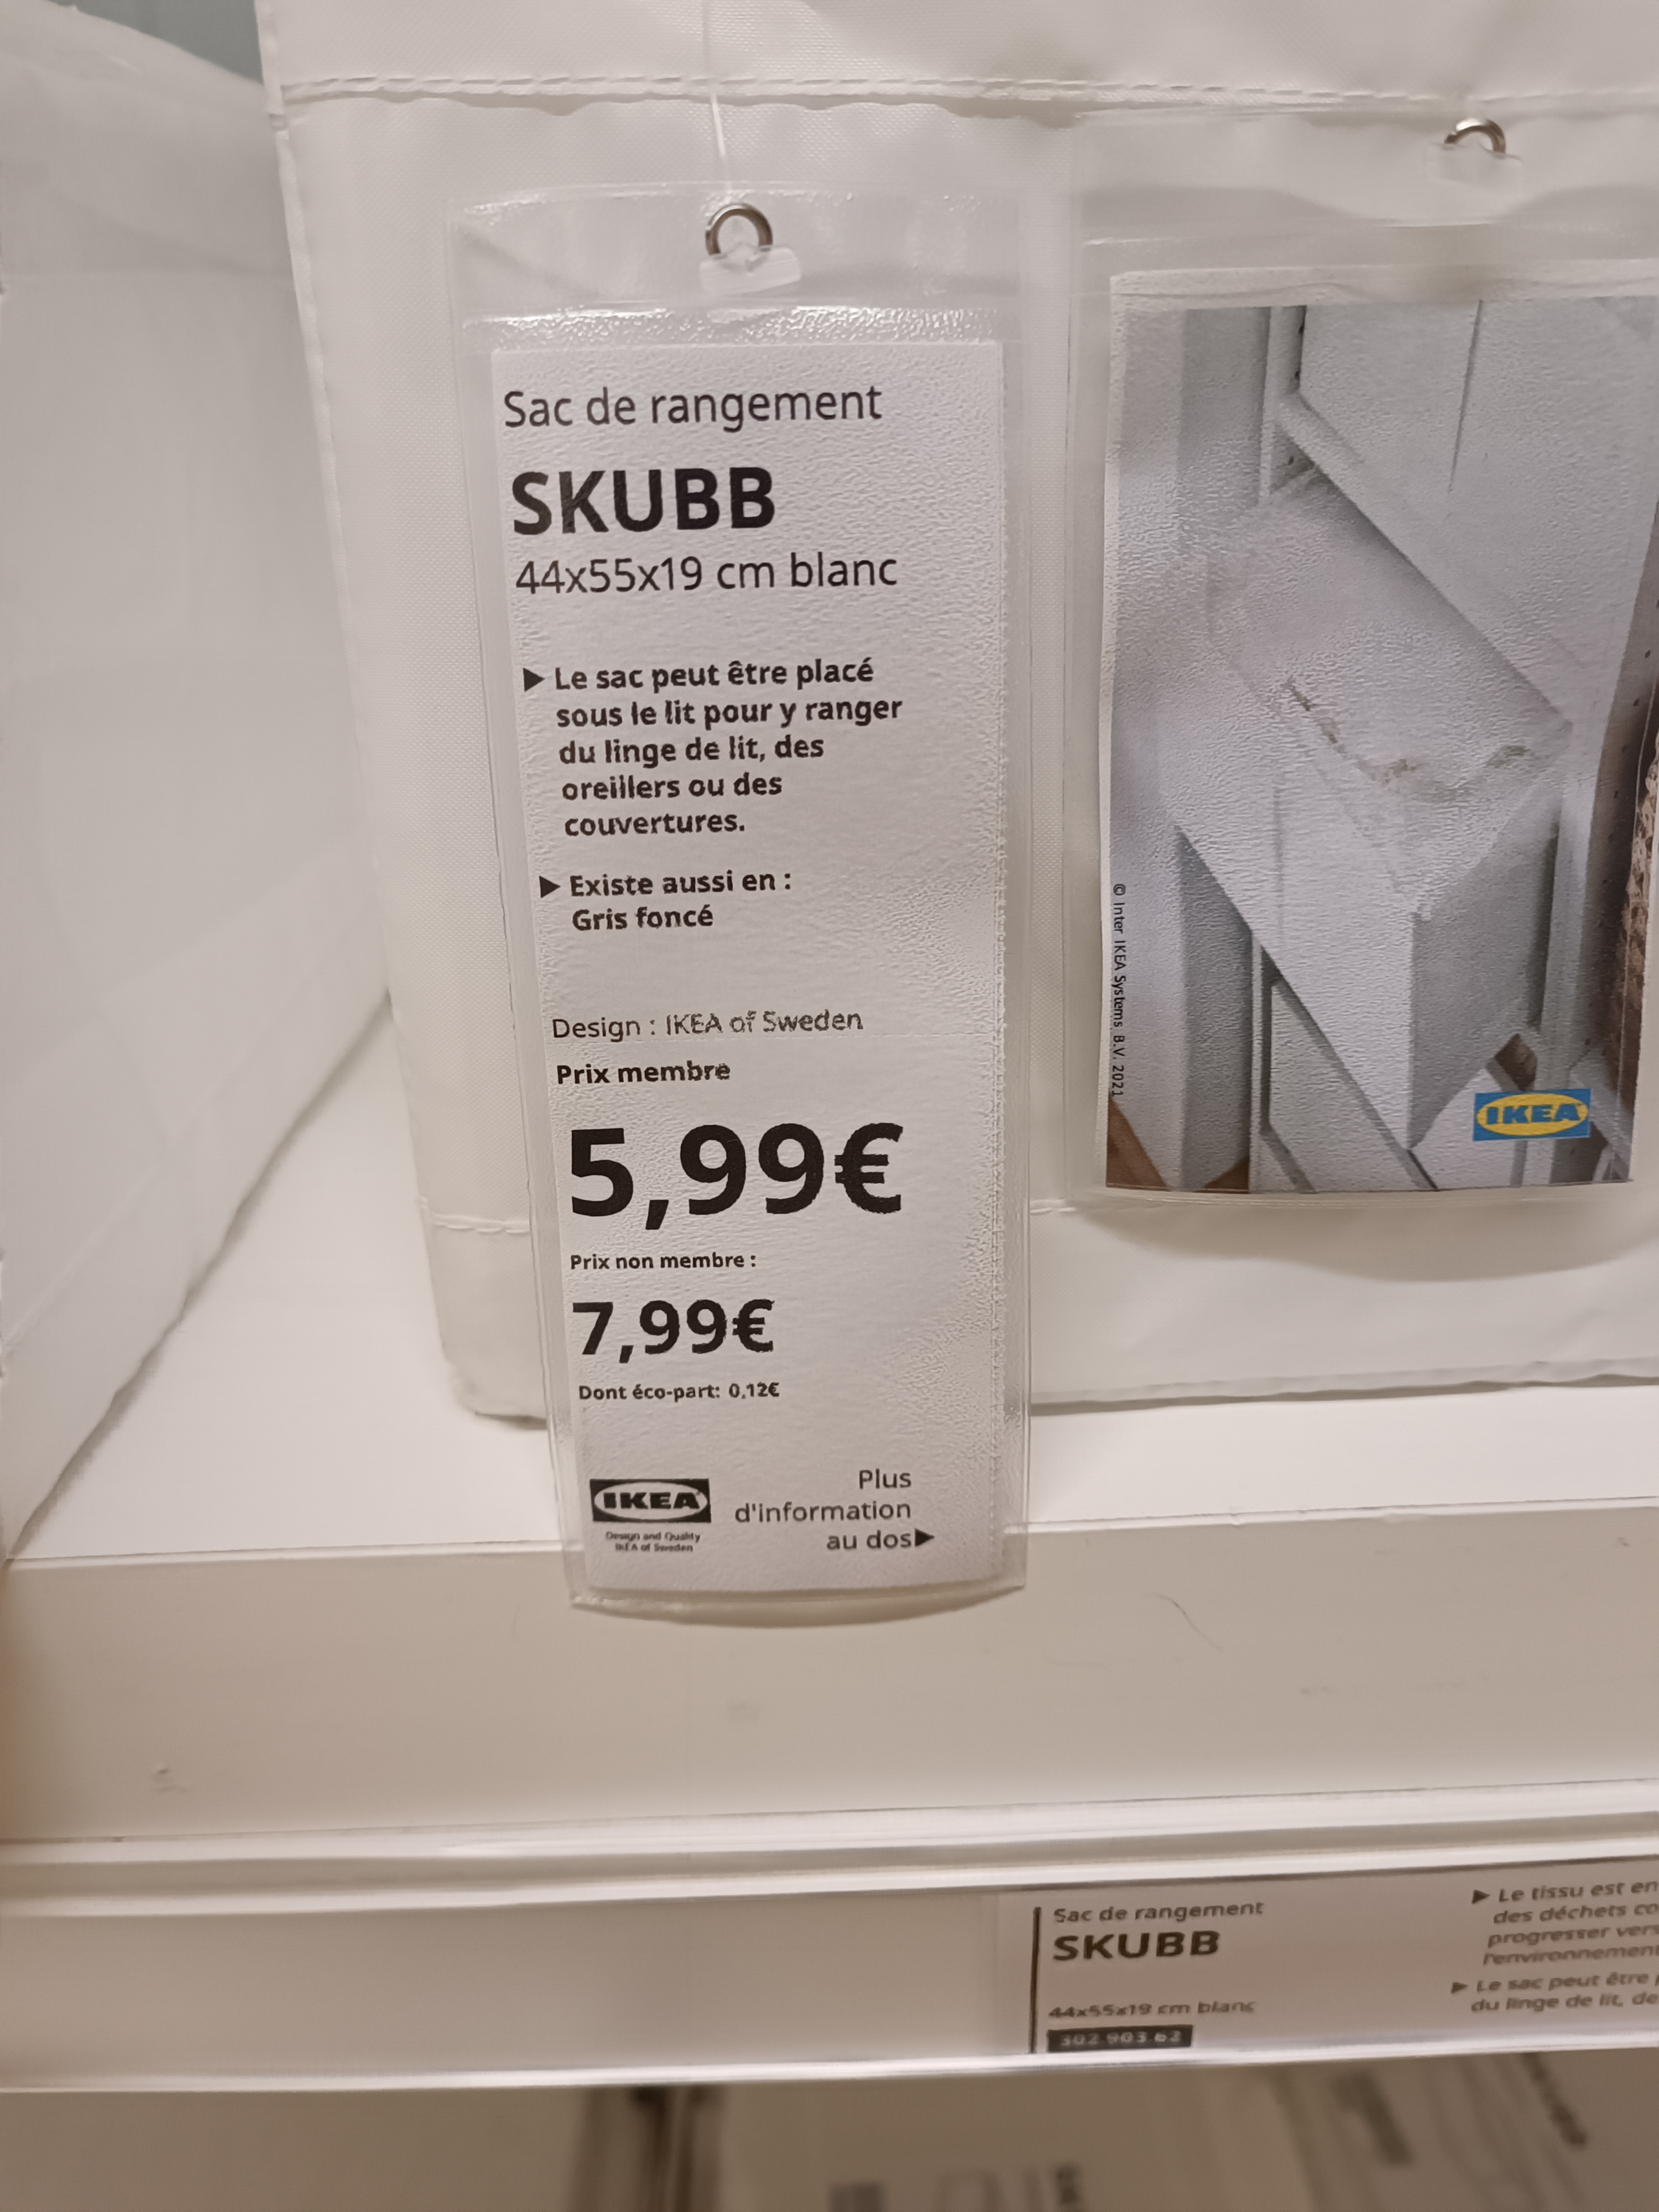 Sac de rangement
SKUBB
44x55x19 cm blanc
▶ Le sac peut être placé
sous le lit pour y ranger
du linge de lit, des
oreillers ou des
couvertures.
▶ Existe aussi en :
Gris foncé
Design : IKEA of Sweden
Prix membre
5,99€
Prix non membre :
7,99€
Dont éco-part: 0,12€
IKEA
Design and Quality
IKEA of Sweden
Plus
d'information
au dos▶
© Inter IKEA Systems B.V. 2021
IKEA
Sac de rangement
SKUBB
44x55x19 cm blanc
302.903.62
▶ Le tissu est en
des déchets co
progresser vers
l'environnement
▶ Le sac peut être
du linge de lit, de